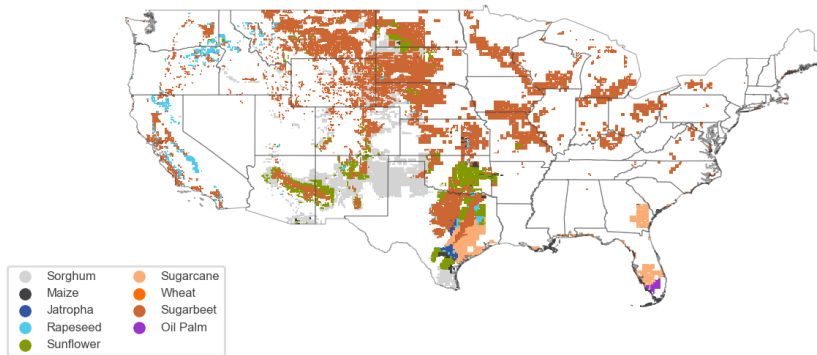 Sorghum
Maize
Jatropha
Rapeseed
Sunflower
Sugarcane
Wheat
Sugarbeet
Oil Palm